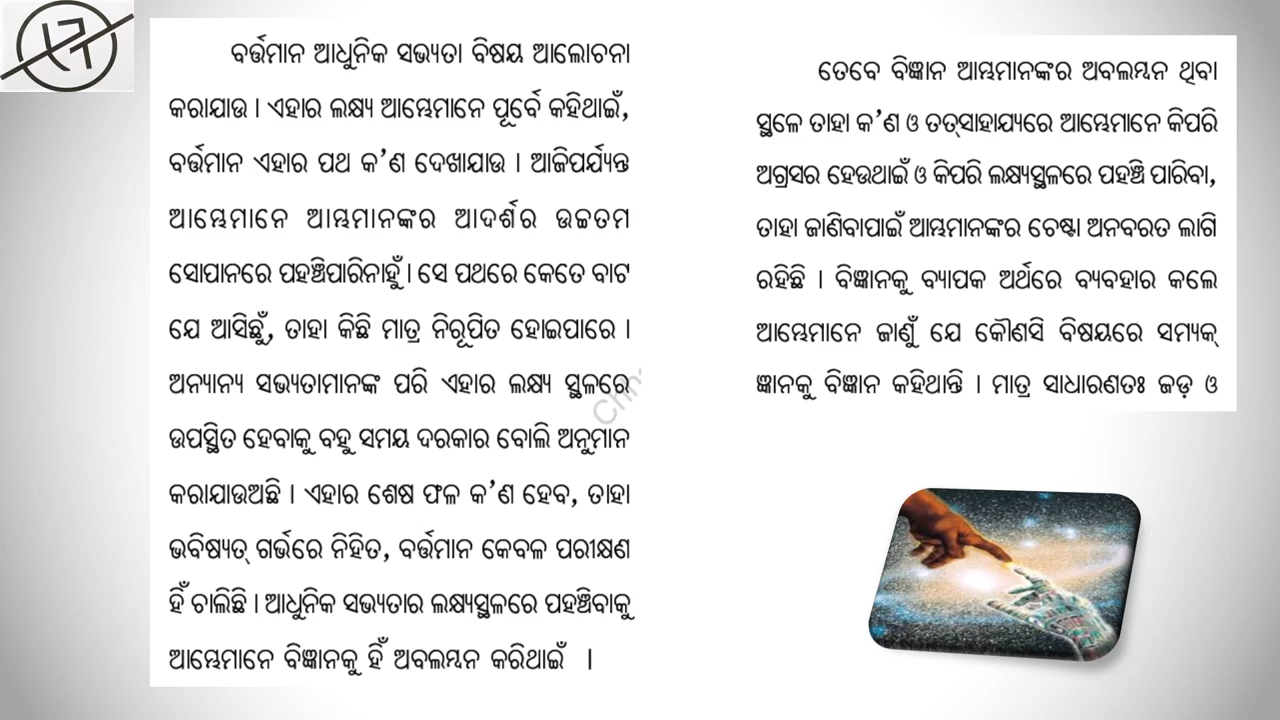 ବର୍ତ୍ତମାନ ଆଧୁନିକ ସଭ୍ୟତା ବିଷୟ ଆଲୋଚନା
କରାଯାଉ । ଏହାର ଲକ୍ଷ୍ୟ ଆମ୍ଭେମାନେ ପୂର୍ବେ କହିଥାଇଁ,
ବର୍ତ୍ତମାନ ଏହାର ପଥ କ’ଣ ଦେଖାଯାଉ । ଆଜିପର୍ଯ୍ୟନ୍ତ
ଆମ୍ଭେମାନେ ଆମ୍ଭମାନଙ୍କର ଆଦର୍ଶର ଉଚ୍ଚତମ
ସୋପାନରେ ପହଞ୍ଚିପାରିନାହୁଁ । ସେ ପଥରେ କେତେ ବାଟ
ଯେ ଆସିଛୁଁ, ତାହା କିଛି ମାତ୍ର ନିରୂପିତ ହୋଇପାରେ ।
ଅନ୍ୟାନ୍ୟ ସଭ୍ୟତାମାନଙ୍କ ପରି ଏହାର ଲକ୍ଷ୍ୟ ସ୍ଥଳରେ
ଉପସ୍ଥିତ ହେବାକୁ ବହୁ ସମୟ ଦରକାର ବୋଲି ଅନୁମାନ
କରାଯାଉଅଛି । ଏହାର ଶେଷ ଫଳ କ’ଣ ହେବ, ତାହା
ଭବିଷ୍ୟତ୍ ଗର୍ଭରେ ନିହିତ, ବର୍ତ୍ତମାନ କେବଳ ପରୀକ୍ଷଣ
ହିଁ ଚାଲିଛି । ଆଧୁନିକ ସଭ୍ୟତାର ଲକ୍ଷ୍ୟସ୍ଥଳରେ ପହଞ୍ଚିବାକୁ
ଆମ୍ଭେମାନେ ବିଜ୍ଞାନକୁ ହିଁ ଅବଲମ୍ବନ କରିଥାଇଁ ।
ତେବେ ବିଜ୍ଞାନ ଆମ୍ଭମାନଙ୍କର ଅବଲମ୍ବନ ଥିବା
ସ୍ଥଳେ ତାହା କ’ଣ ଓ ତତ୍‌ସାହାଯ୍ୟରେ ଆମ୍ଭେମାନେ କିପରି
ଅଗ୍ରସର ହେଉଥାଇଁ ଓ କିପରି ଲକ୍ଷ୍ୟସ୍ଥଳରେ ପହଞ୍ଚି ପାରିବା,
ତାହା ଜାଣିବାପାଇଁ ଆମ୍ଭମାନଙ୍କର ଚେଷ୍ଟା ଅନବରତ ଲାଗି
ରହିଛି । ବିଜ୍ଞାନକୁ ବ୍ୟାପକ ଅର୍ଥରେ ବ୍ୟବହାର କଲେ
ଆମ୍ଭେମାନେ ଜାଣୁଁ ଯେ କୌଣସି ବିଷୟରେ ସମ୍ୟକ୍
ଜ୍ଞାନକୁ ବିଜ୍ଞାନ କହିଥାନ୍ତି । ମାତ୍ର ସାଧାରଣତଃ ଜଡ଼ ଓ